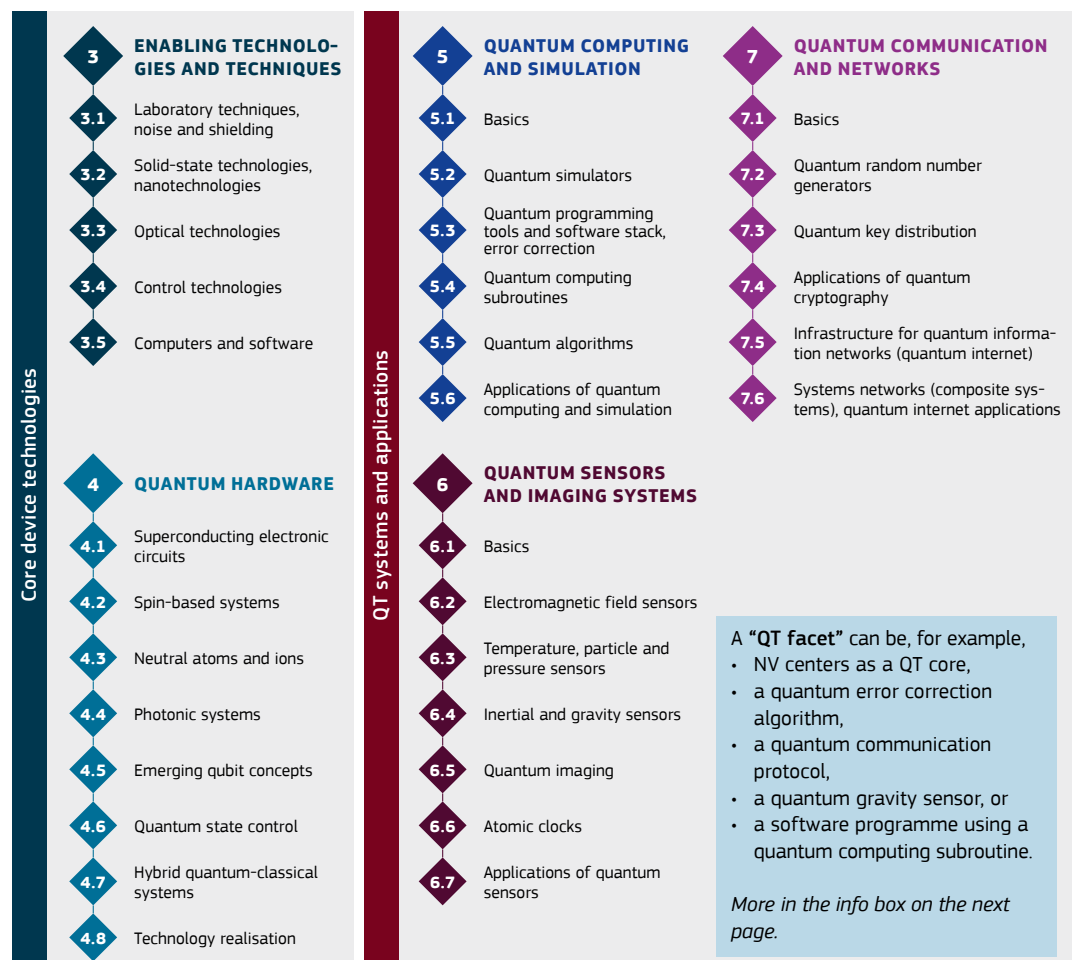 Core device technologies
3
ENABLING TECHNOLO-
GIES AND TECHNIQUES
3.1
Laboratory techniques,
noise and shielding
3.2
Solid-state technologies,
nanotechnologies
3.3
Optical technologies
3.4
Control technologies
3.5
Computers and software
4
QUANTUM HARDWARE
4.1
Superconducting electronic
circuits
4.2
Spin-based systems
4.3
Neutral atoms and ions
4.4
Photonic systems
4.5
Emerging qubit concepts
4.6
Quantum state control
4.7
Hybrid quantum-classical
systems
4.8
Technology realisation
QT systems and applications
5
QUANTUM COMPUTING
AND SIMULATION
5.1
Basics
5.2
Quantum simulators
5.3
Quantum programming
tools and software stack,
error correction
5.4
Quantum computing
subroutines
5.5
Quantum algorithms
5.6
Applications of quantum
computing and simulation
6
QUANTUM SENSORS
AND IMAGING SYSTEMS
6.1
Basics
6.2
Electromagnetic field sensors
6.3
Temperature, particle and
pressure sensors
6.4
Inertial and gravity sensors
6.5
Quantum imaging
6.6
Atomic clocks
6.7
Applications of quantum
sensors
7
QUANTUM COMMUNICATION
AND NETWORKS
7.1
Basics
7.2
Quantum random number
generators
7.3
Quantum key distribution
7.4
Applications of quantum
cryptography
7.5
Infrastructure for quantum informa-
tion networks (quantum internet)
7.6
Systems networks (composite sys-
tems), quantum internet applications
A “QT facet” can be, for example,
• NV centers as a QT core,
• a quantum error correction
algorithm,
• a quantum communication
protocol,
• a quantum gravity sensor, or
• a software programme using a
quantum computing subroutine.
More in the info box on the next
page.